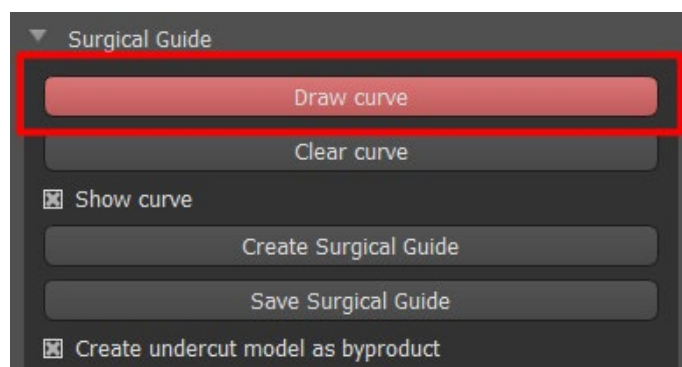 Surgical Guide
Draw curve
Clear curve
Show curve
Create Surgical Guide
Save Surgical Guide
Create undercut model as byproduct